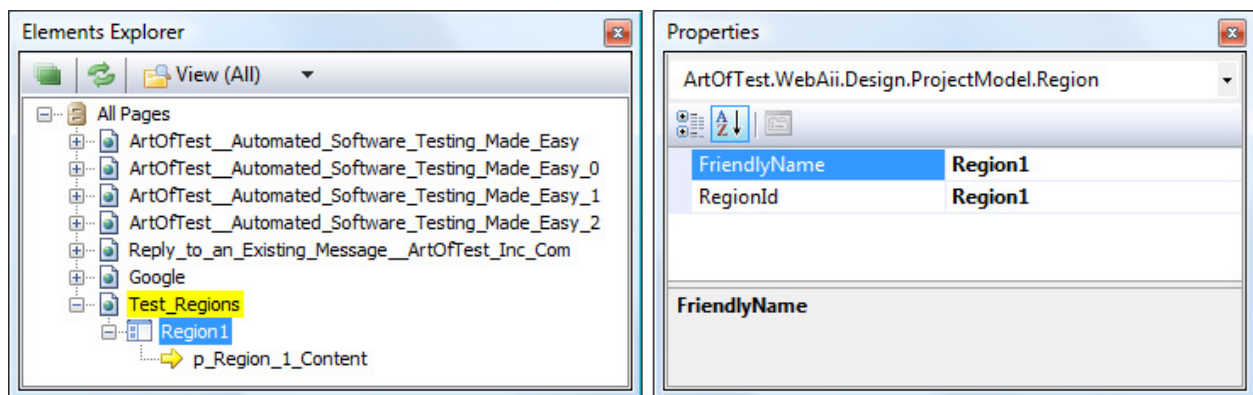 Elements Explorer
View (All)
All Pages
ArtOfTest__Automated_Software_Testing_Made_Easy
ArtOfTest__Automated_Software_Testing_Made_Easy_0
ArtOfTest__Automated_Software_Testing_Made_Easy_1
ArtOfTest__Automated_Software_Testing_Made_Easy_2
Reply_to_an_Existing_Message__ArtOfTest_Inc_Com
Google
Test_Regions
Region1
p_Region_1_Content
Properties
ArtOfTest.WebAii.Design.ProjectModel.Region
FriendlyName Region1
RegionId Region1
FriendlyName